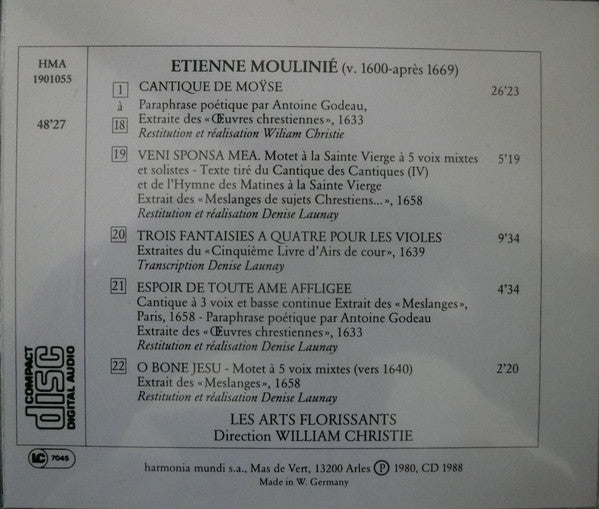 HMA
1901055
48'27
ETIENNE MOULINIÉ (v. 1600-après 1669)
1 CANTIQUE DE MOŸSE 26'23
à Paraphrase poétique par Antoine Godeau,
18 Extraite des «Œuvres chrestiennes», 1633
Restitution et réalisation Wiliam Christie
19 VENI SPONSA MEA. Motet à la Sainte Vierge à 5 voix mixtes 5'19
et solistes - Texte tiré du Cantique des Cantiques (IV)
et de l'Hymne des Matines à la Sainte Vierge
Extrait des «Meslanges de sujets Chrestiens...», 1658
Restitution et réalisation Denise Launay
20 TROIS FANTAISIES A QUATRE POUR LES VIOLES 9'34
Extraites du «Cinquième Livre d'Airs de cour», 1639
Transcription Denise Launay
21 ESPOIR DE TOUTE AME AFFLIGEE 4'34
Cantique à 3 voix et basse continue Extrait des «Meslanges»,
Paris, 1658 - Paraphrase poétique par Antoine Godeau
Extraite des «Œuvres chrestiennes», 1633
Restitution et réalisation Denise Launay
22 O BONE JESU - Motet à 5 voix mixtes (vers 1640) 2'20
Extrait des «Meslanges», 1658
Restitution et réalisation Denise Launay
LES ARTS FLORISSANTS
Direction WILLIAM CHRISTIE
COMPACT
disc
DIGITAL AUDIO
LC 7045
harmonia mundi s.a., Mas de Vert, 13200 Arles Ⓟ 1980, CD 1988
Made in W. Germany